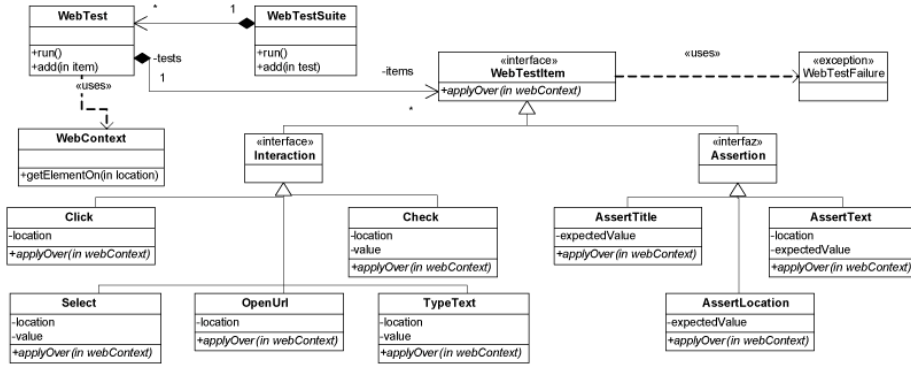 WebTest
+run()
+add(in item)
*
1
WebTestSuite
+run()
+add(in test)
-tests
1
«uses»
-items
*
«interface»
WebTestItem
+applyOver(in webContext)
«uses»
«exception»
WebTestFailure
WebContext
+getElementOn(in location)
«interface»
Interaction
«interfaz»
Assertion
Click
-location
+applyOver(in webContext)
Check
-location
-value
+applyOver(in webContext)
AssertTitle
-expectedValue
+applyOver(in webContext)
AssertText
-location
-expectedValue
+applyOver(in webContext)
Select
-location
-value
+applyOver(in webContext)
OpenUrl
-location
+applyOver(in webContext)
TypeText
-location
-value
+applyOver(in webContext)
AssertLocation
-expectedValue
+applyOver(in webContext)